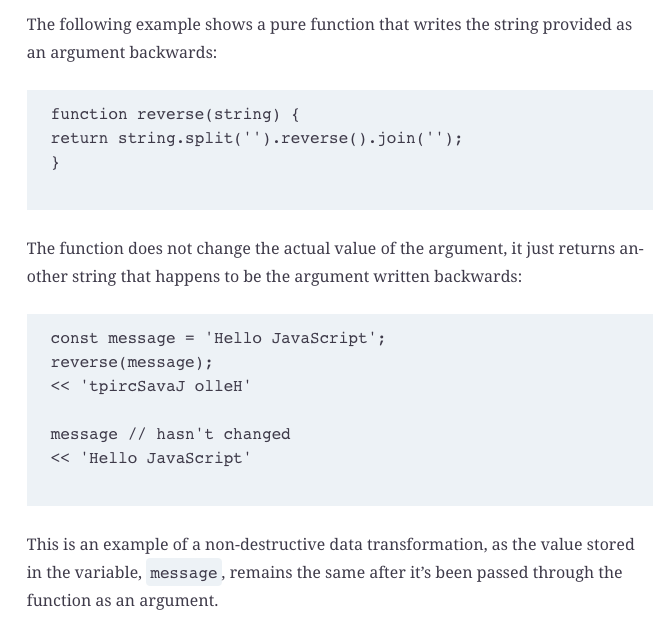 The following example shows a pure function that writes the string provided as
an argument backwards:
function reverse(string) {
return string.split('').reverse().join('');
}
The function does not change the actual value of the argument, it just returns an-
other string that happens to be the argument written backwards:
const message = 'Hello JavaScript';
reverse(message);
<< 'tpircSavaJ olleH'
message // hasn't changed
<< 'Hello JavaScript'
This is an example of a non-destructive data transformation, as the value stored
in the variable, message, remains the same after it’s been passed through the
function as an argument.